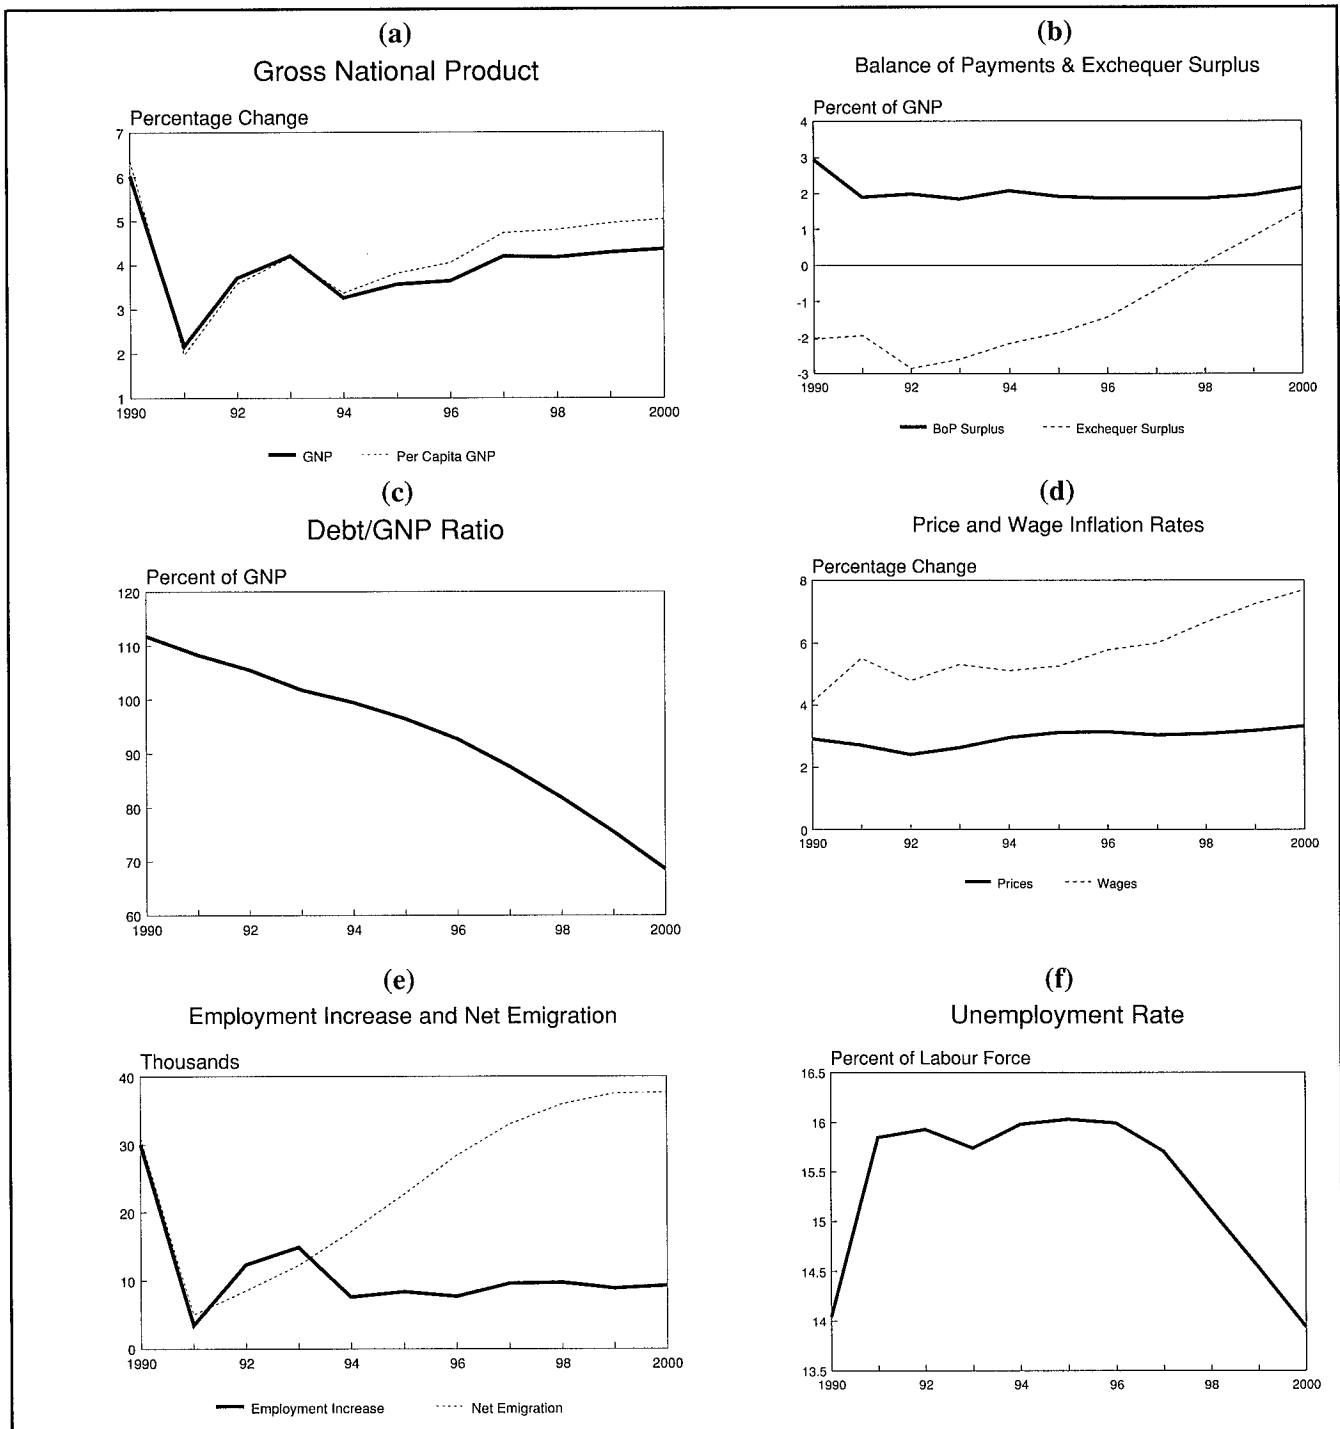 (a)
Gross National Product
Percentage Change
7
6
5
4
3
2
1
1990 92 94 96 98 2000
GNP Per Capita GNP
(b)
Balance of Payments & Exchequer Surplus
Percent of GNP
4
3
2
1
0
-1
-2
-3
1990 92 94 96 98 2000
BoP Surplus Exchequer Surplus
(c)
Debt/GNP Ratio
Percent of GNP
120
110
100
90
80
70
60
1990 92 94 96 98 2000
(d)
Price and Wage Inflation Rates
Percentage Change
8
6
4
2
0
1990 92 94 96 98 2000
Prices Wages
(e)
Employment Increase and Net Emigration
Thousands
40
30
20
10
0
1990 92 94 96 98 2000
Employment Increase Net Emigration
(f)
Unemployment Rate
Percent of Labour Force
16.5
16
15.5
15
14.5
14
13.5
1990 92 94 96 98 2000